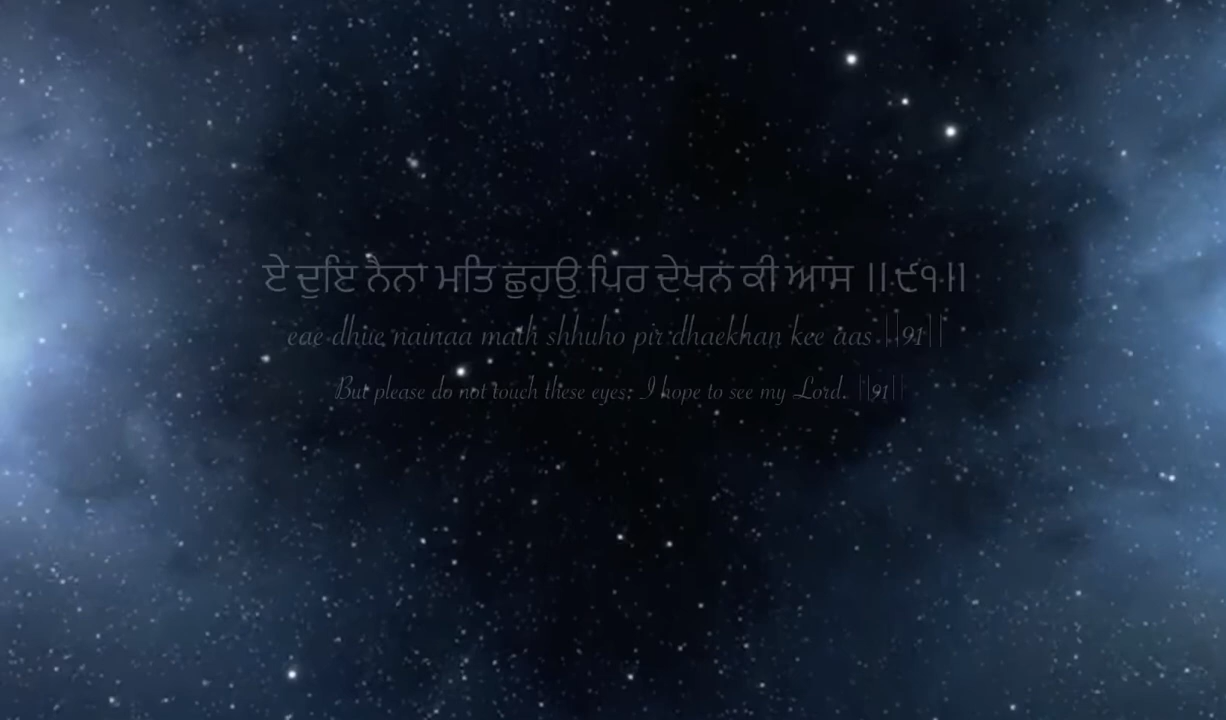 ਏ ਦੁਇ ਨੈਨਾ ਮਤਿ ਛੁਹਉ ਪਿਰ ਦੇਖਨ ਕੀ ਆਸ ॥੯੧॥
eae dhue nainaa math shhuho pir dhaekhan kee aas ||91||
But please do not touch these eyes; I hope to see my Lord. ||91||